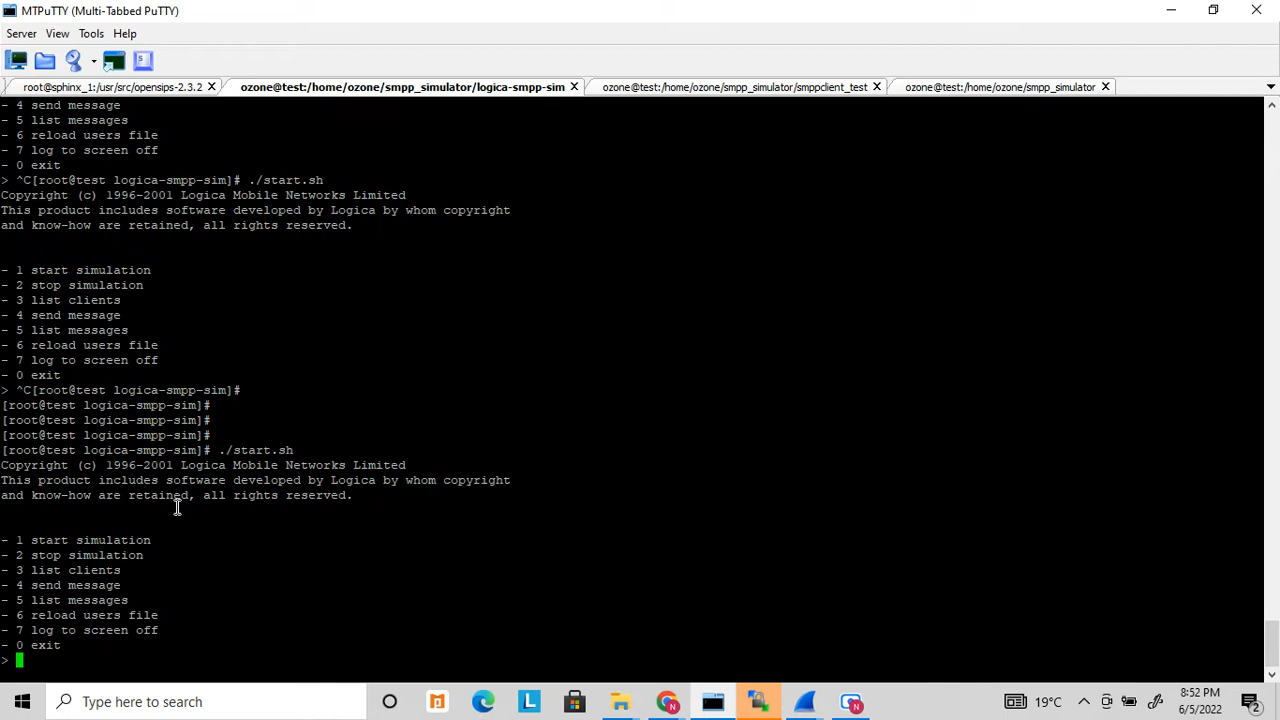 MTPuTTY (Multi-Tabbed PuTTY)
Server View Tools Help
root@sphinx_1:/usr/src/opensips-2.3.2
ozone@test:/home/ozone/smpp_simulator/logica-smpp-sim
ozone@test:/home/ozone/smpp_simulator/smppclient_test
ozone@test:/home/ozone/smpp_simulator
- 4 send message
- 5 list messages
- 6 reload users file
- 7 log to screen off
- 0 exit
> ^C[root@test logica-smpp-sim]# ./start.sh
Copyright (c) 1996-2001 Logica Mobile Networks Limited
This product includes software developed by Logica by whom copyright
and know-how are retained, all rights reserved.
- 1 start simulation
- 2 stop simulation
- 3 list clients
- 4 send message
- 5 list messages
- 6 reload users file
- 7 log to screen off
- 0 exit
> ^C[root@test logica-smpp-sim]#
[root@test logica-smpp-sim]#
[root@test logica-smpp-sim]#
[root@test logica-smpp-sim]#
[root@test logica-smpp-sim]# ./start.sh
Copyright (c) 1996-2001 Logica Mobile Networks Limited
This product includes software developed by Logica by whom copyright
and know-how are retained, all rights reserved.
- 1 start simulation
- 2 stop simulation
- 3 list clients
- 4 send message
- 5 list messages
- 6 reload users file
- 7 log to screen off
- 0 exit
>
Type here to search
19°C
8:52 PM
6/5/2022
2